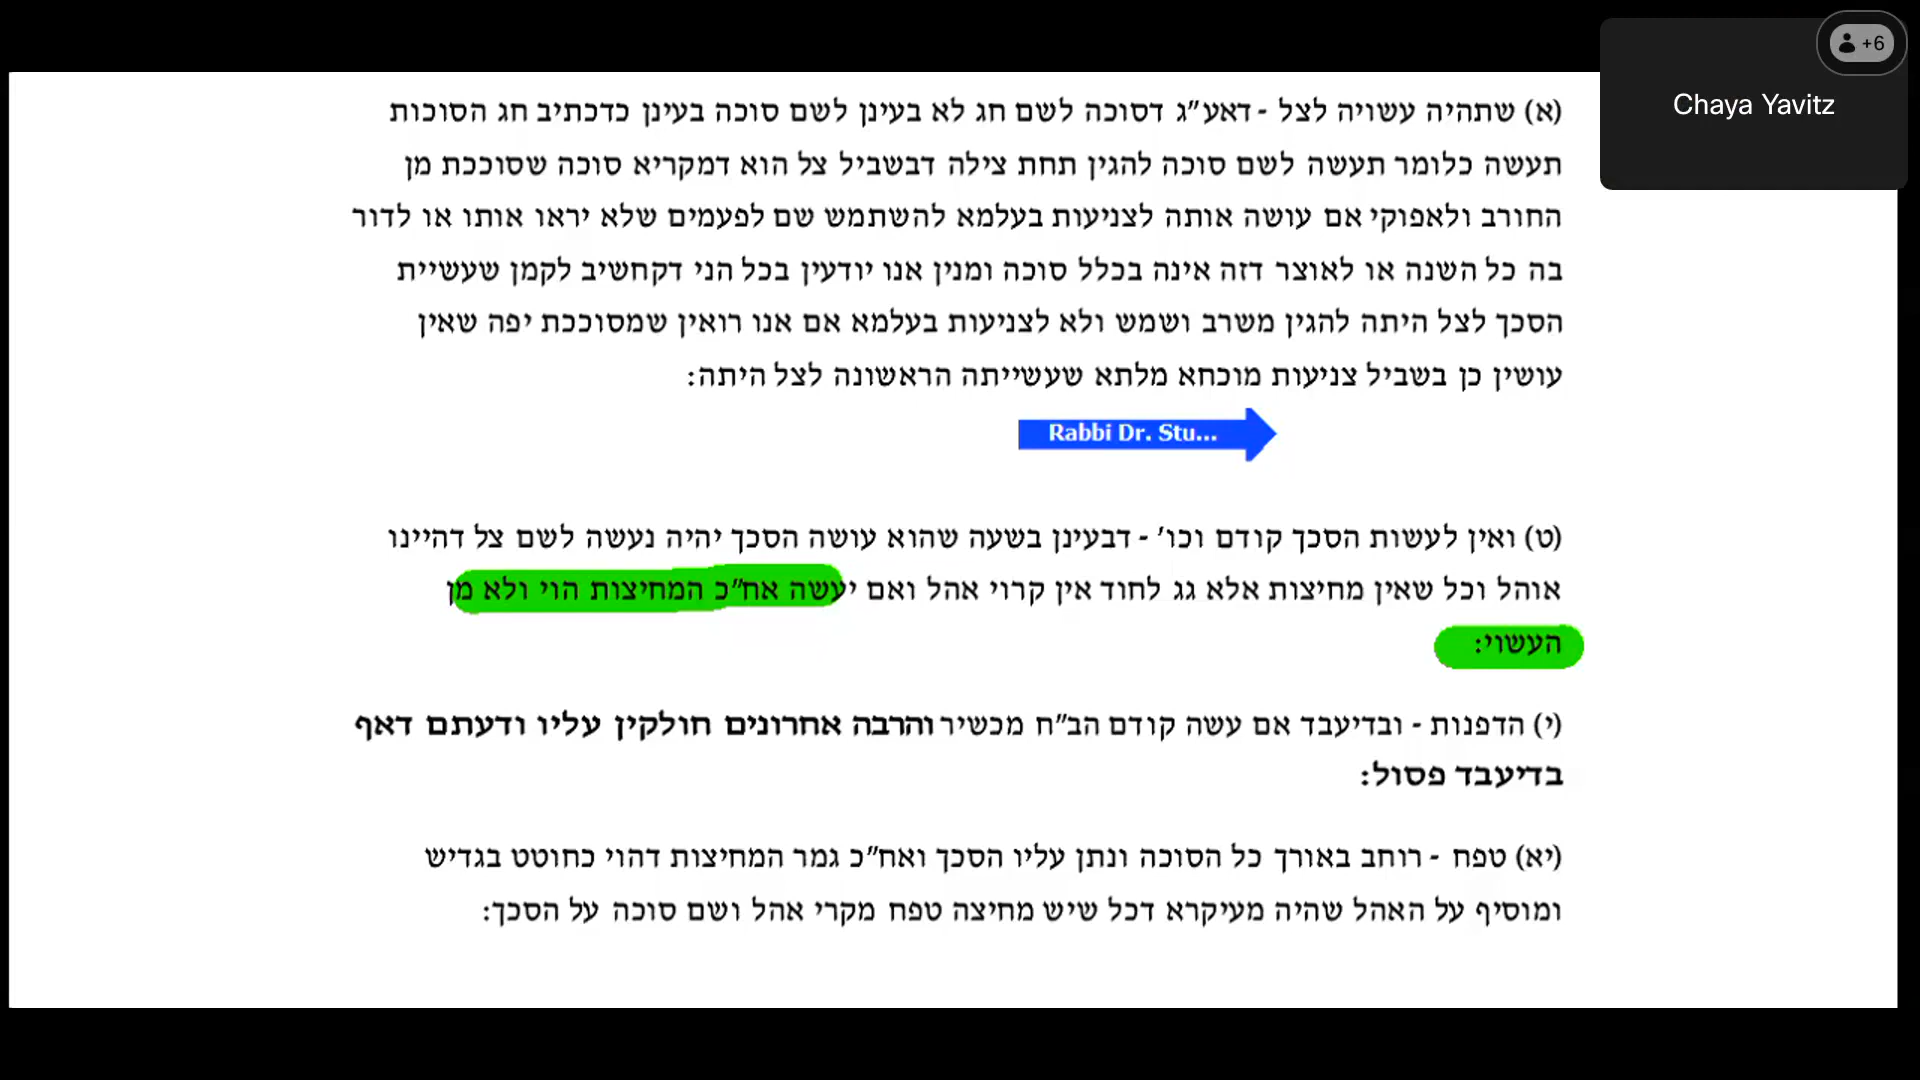 +6
Chaya Yavitz
(א) שתהיה עשויה לצל - דאע"ג דסוכה לשם חג לא בעינן לשם סוכה בעינן כדכתיב חג הסוכות
תעשה כלומר תעשה לשם סוכה להגין תחת צילה דבשביל צל הוא דמקריא סוכה שסוככת מן
החורב ולאפוקי אם עושה אותה לצניעות בעלמא להשתמש שם לפעמים שלא יראו אותו או לדור
בה כל השנה או לאוצר דזה אינה בכלל סוכה ומנין אנו יודעין בכל הני דקחשיב לקמן שעשיית
הסכך לצל היתה להגין משרב ושמש ולא לצניעות בעלמא אם אנו רואין שמסוככת יפה שאין
עושין כן בשביל צניעות מוכחא מלתא שעשייתה הראשונה לצל היתה:
Rabbi Dr. Stu...
(ט) ואין לעשות הסכך קודם וכו' - דבעינן בשעה שהוא עושה הסכך יהיה נעשה לשם צל דהיינו
אוהל וכל שאין מחיצות אלא גג לחוד אין קרוי אהל ואם יעשה אח"כ המחיצות הוי ולא מן
העשוי:
(י) הדפנות - ובדיעבד אם עשה קודם הב"ח מכשיר והרבה אחרונים חולקין עליו ודעתם דאף
בדיעבד פסול:
(יא) טפח - רוחב באורך כל הסוכה ונתן עליו הסכך ואח"כ גמר המחיצות דהוי כחוטט בגדיש
ומוסיף על האהל שהיה מעיקרא דכל שיש מחיצה טפח מקרי אהל ושם סוכה על הסכך: